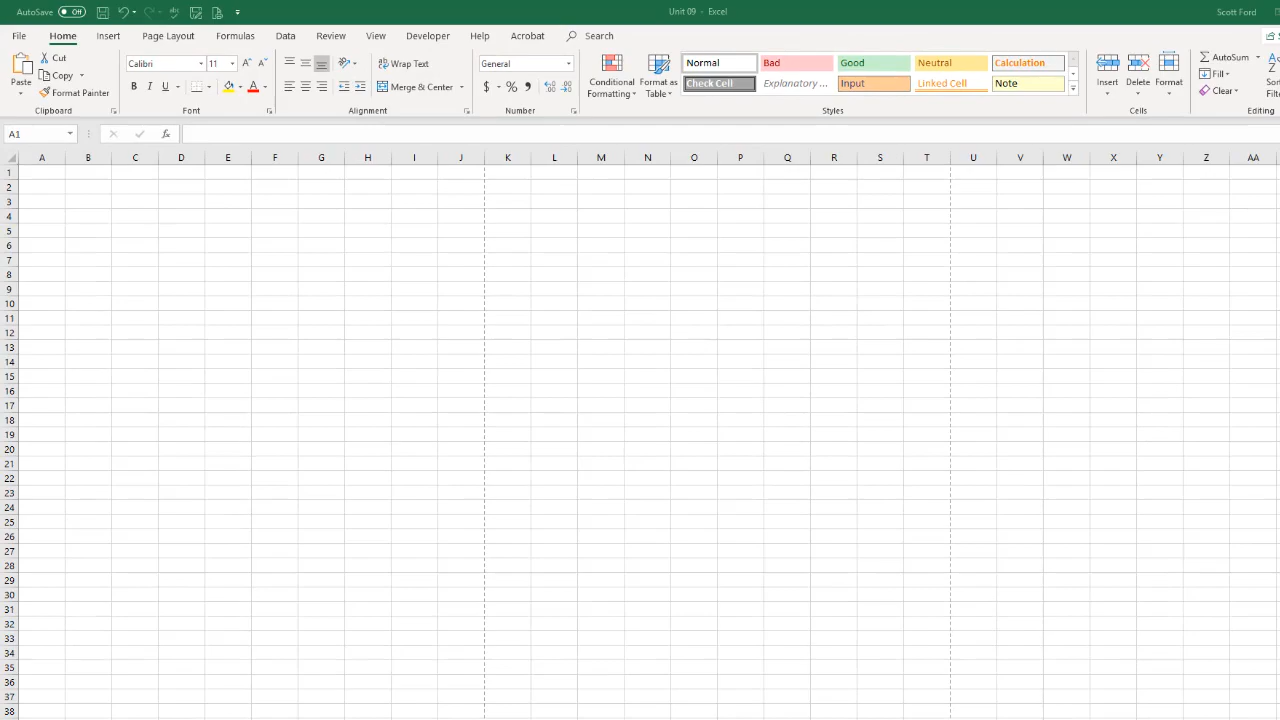 AutoSave Off Unit 09 - Excel Scott Ford
File Home Insert Page Layout Formulas Data Review View Developer Help Acrobat Search
Paste Cut Copy Format Painter Clipboard
Calibri 11 B I U A Font
Wrap Text Merge & Center Alignment
General $ % , Number
Conditional Formatting Format as Table
Normal Bad Good Neutral Calculation
Check Cell Explanatory ... Input Linked Cell Note
Styles
Insert Delete Format Cells
AutoSum Fill Clear Editing
A1 fx
A B C D E F G H I J K L M N O P Q R S T U V W X Y Z AA
1
2
3
4
5
6
7
8
9
10
11
12
13
14
15
16
17
18
19
20
21
22
23
24
25
26
27
28
29
30
31
32
33
34
35
36
37
38